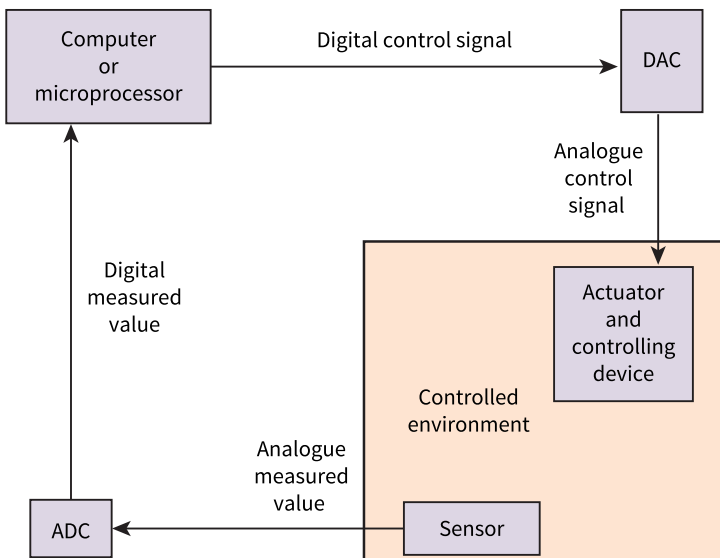 Computer
or
microprocessor
Digital control signal
DAC
Analogue
control
signal
Actuator
and
controlling
device
Digital
measured
value
Controlled
environment
Analogue
measured
value
ADC
Sensor